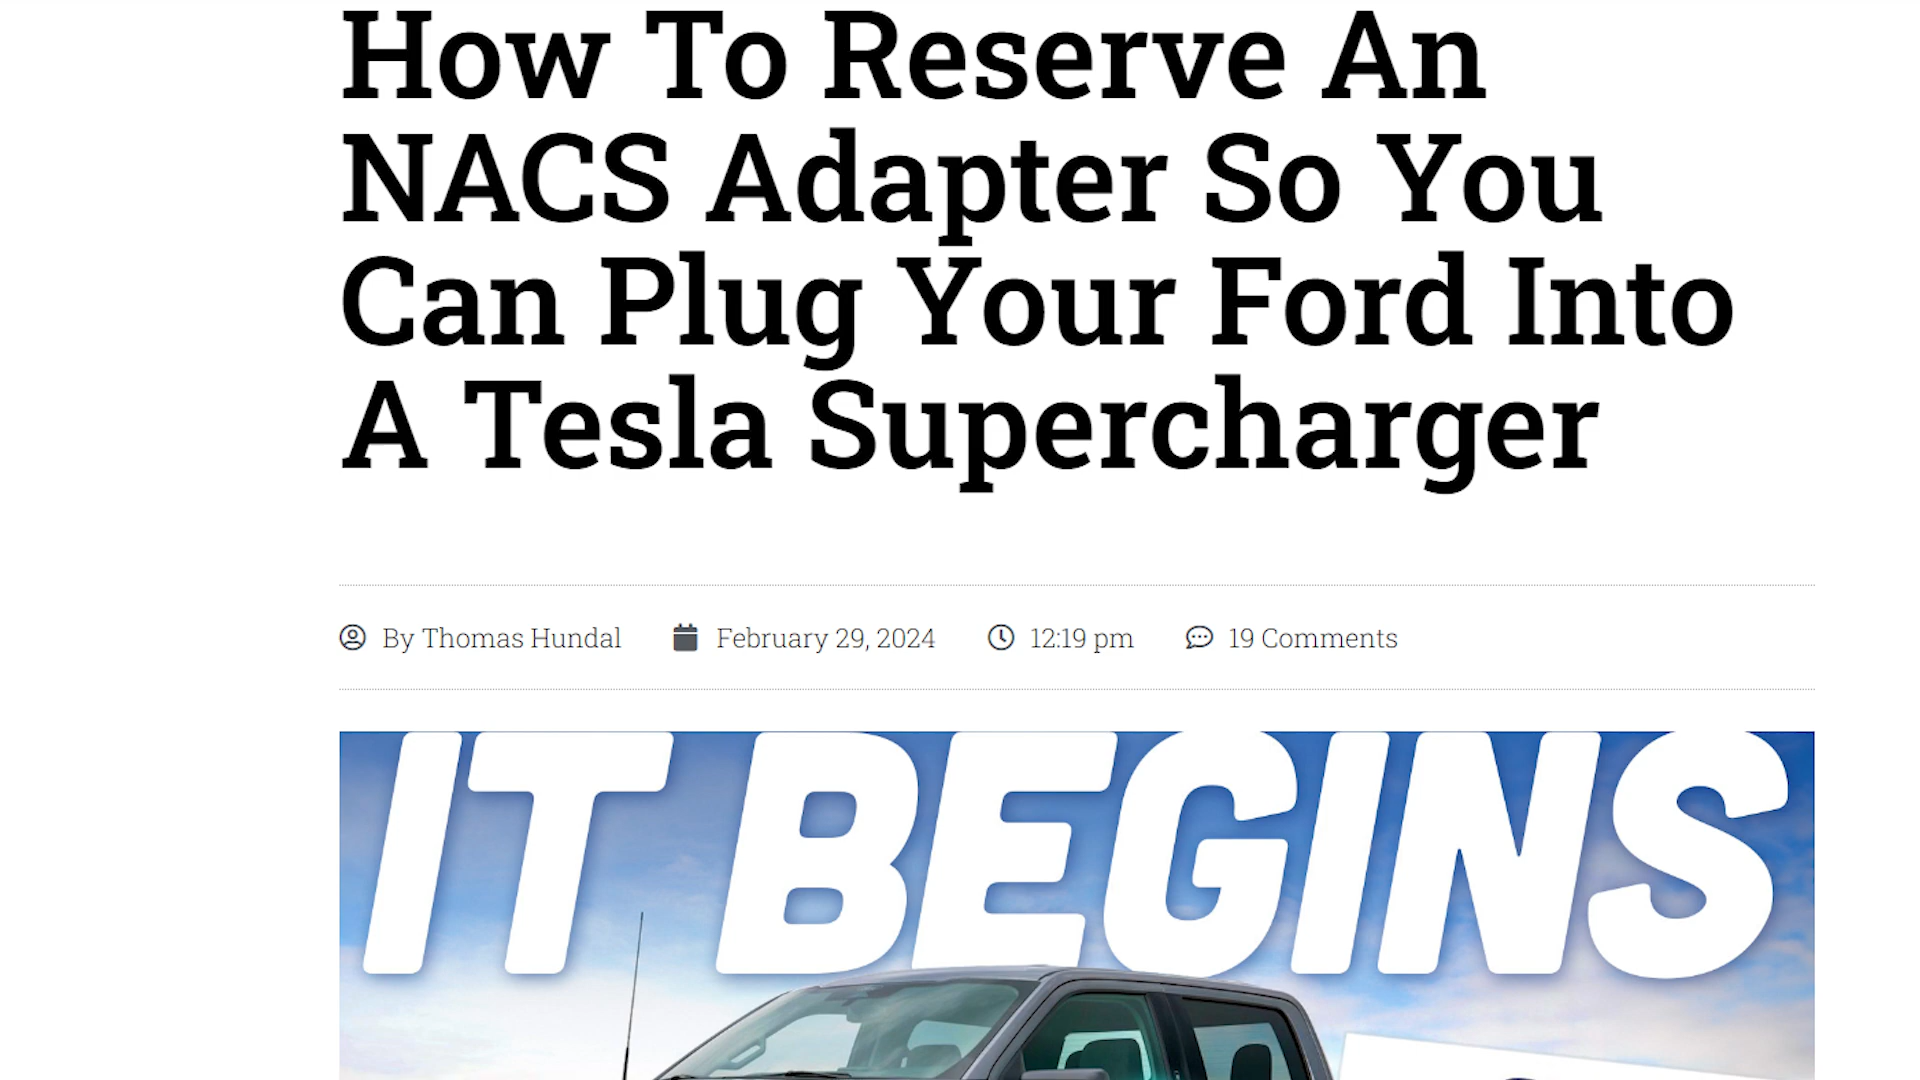 How To Reserve An
NACS Adapter So You
Can Plug Your Ford Into
A Tesla Supercharger
By Thomas Hundal February 29, 2024 12:19 pm 19 Comments
IT BEGINS